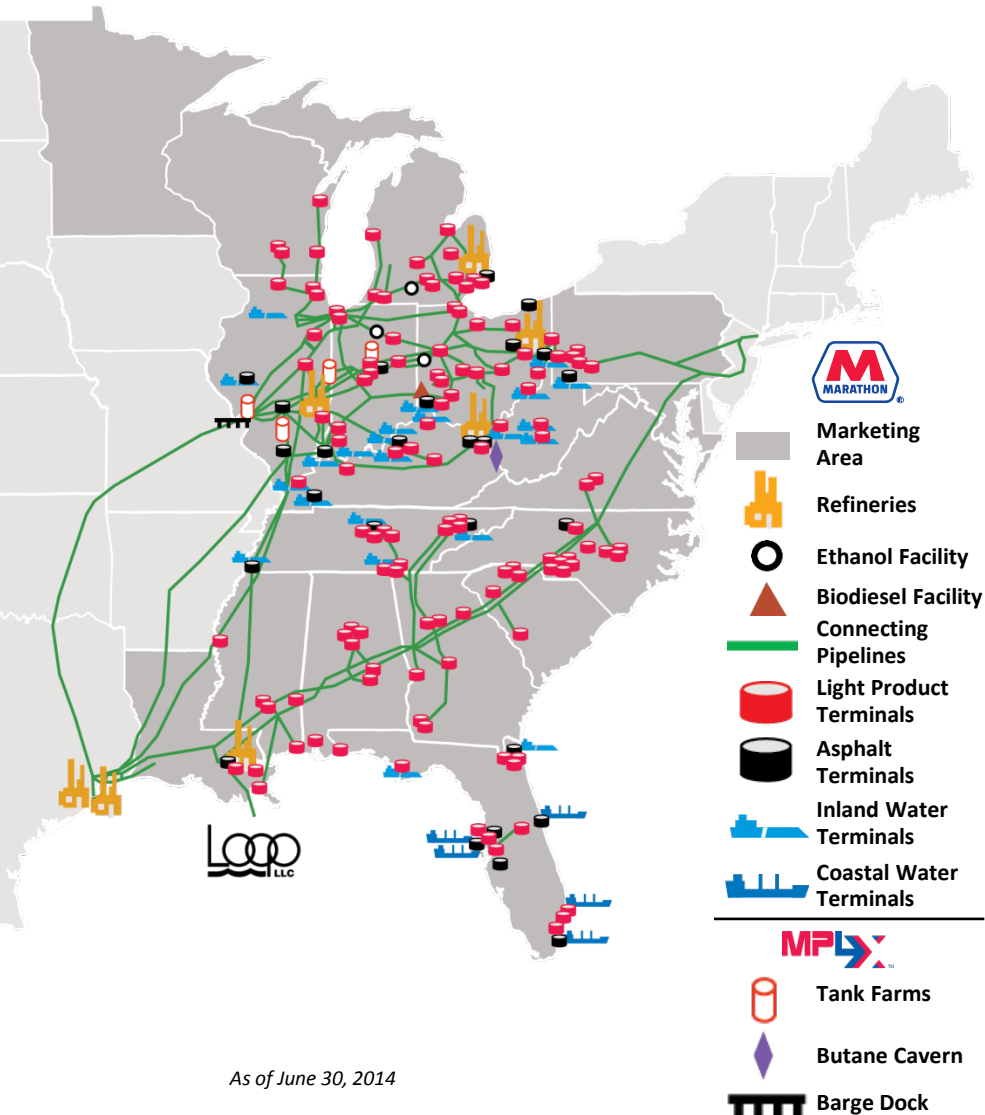 M
MARATHON®
Marketing
Area
Refineries
Ethanol Facility
Biodiesel Facility
Connecting
Pipelines
Light Product
Terminals
Asphalt
Terminals
Inland Water
Terminals
Coastal Water
Terminals
LOOP
LLC
MPLX™
Tank Farms
Butane Cavern
Barge Dock
As of June 30, 2014